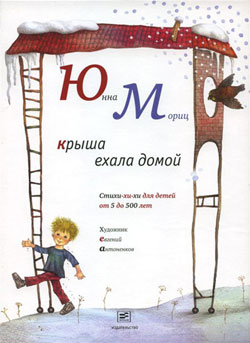 Юнна
Мориц
крыша
ехала домой
Стихи-хи-хи для детей
от 5 до 500 лет
Художник
евгений
антоненков
издательство